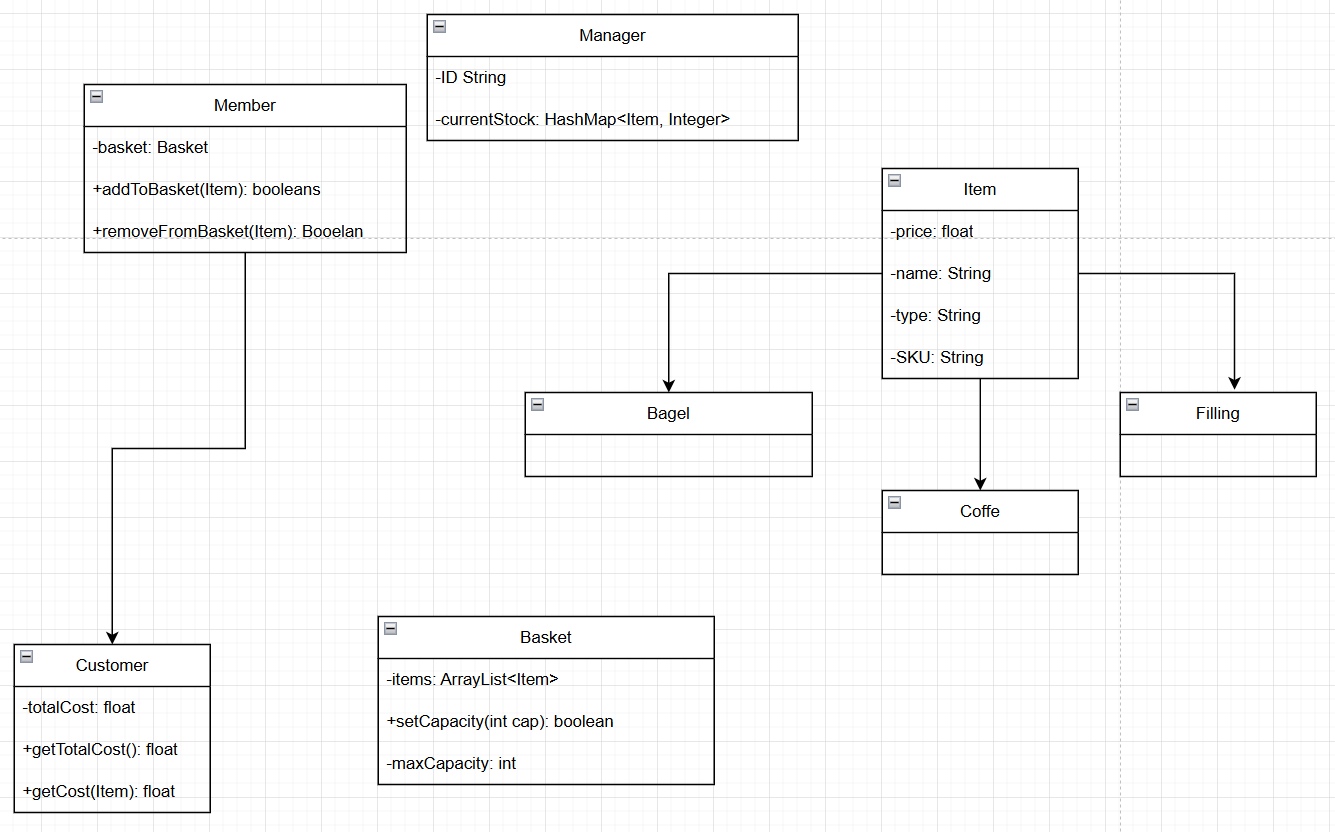 Manager
-ID String
-currentStock: HashMap<Item, Integer>
Member
-basket: Basket
+addToBasket(Item): booleans
+removeFromBasket(Item): Booelan
Item
-price: float
-name: String
-type: String
-SKU: String
Bagel
Filling
Coffe
Customer
-totalCost: float
+getTotalCost(): float
+getCost(Item): float
Basket
-items: ArrayList<Item>
+setCapacity(int cap): boolean
-maxCapacity: int